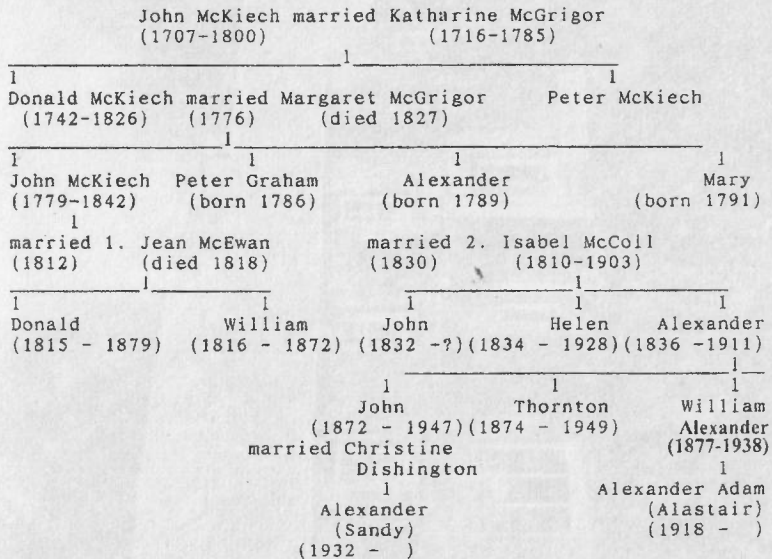 John McKiech married Katharine McGrigor
(1707-1800) (1716-1785)
1
1 1
Donald McKiech married Margaret McGrigor Peter McKiech
(1742-1826) (1776) (died 1827)
1
1 1 1 1
John McKiech Peter Graham Alexander Mary
(1779-1842) (born 1786) (born 1789) (born 1791)
1
married 1. Jean McEwan married 2. Isabel McColl
(1812) (died 1818) (1830) (1810-1903)
1 1
1 1 1 1 1
Donald William John Helen Alexander
(1815 - 1879) (1816 - 1872) (1832 -?)(1834 - 1928)(1836 -1911)
1
1 1 1
John Thornton William
(1872 - 1947)(1874 - 1949) Alexander
married Christine (1877-1938)
Dishington 1
1 Alexander Adam
Alexander (Alastair)
(Sandy) (1918 - )
(1932 - )